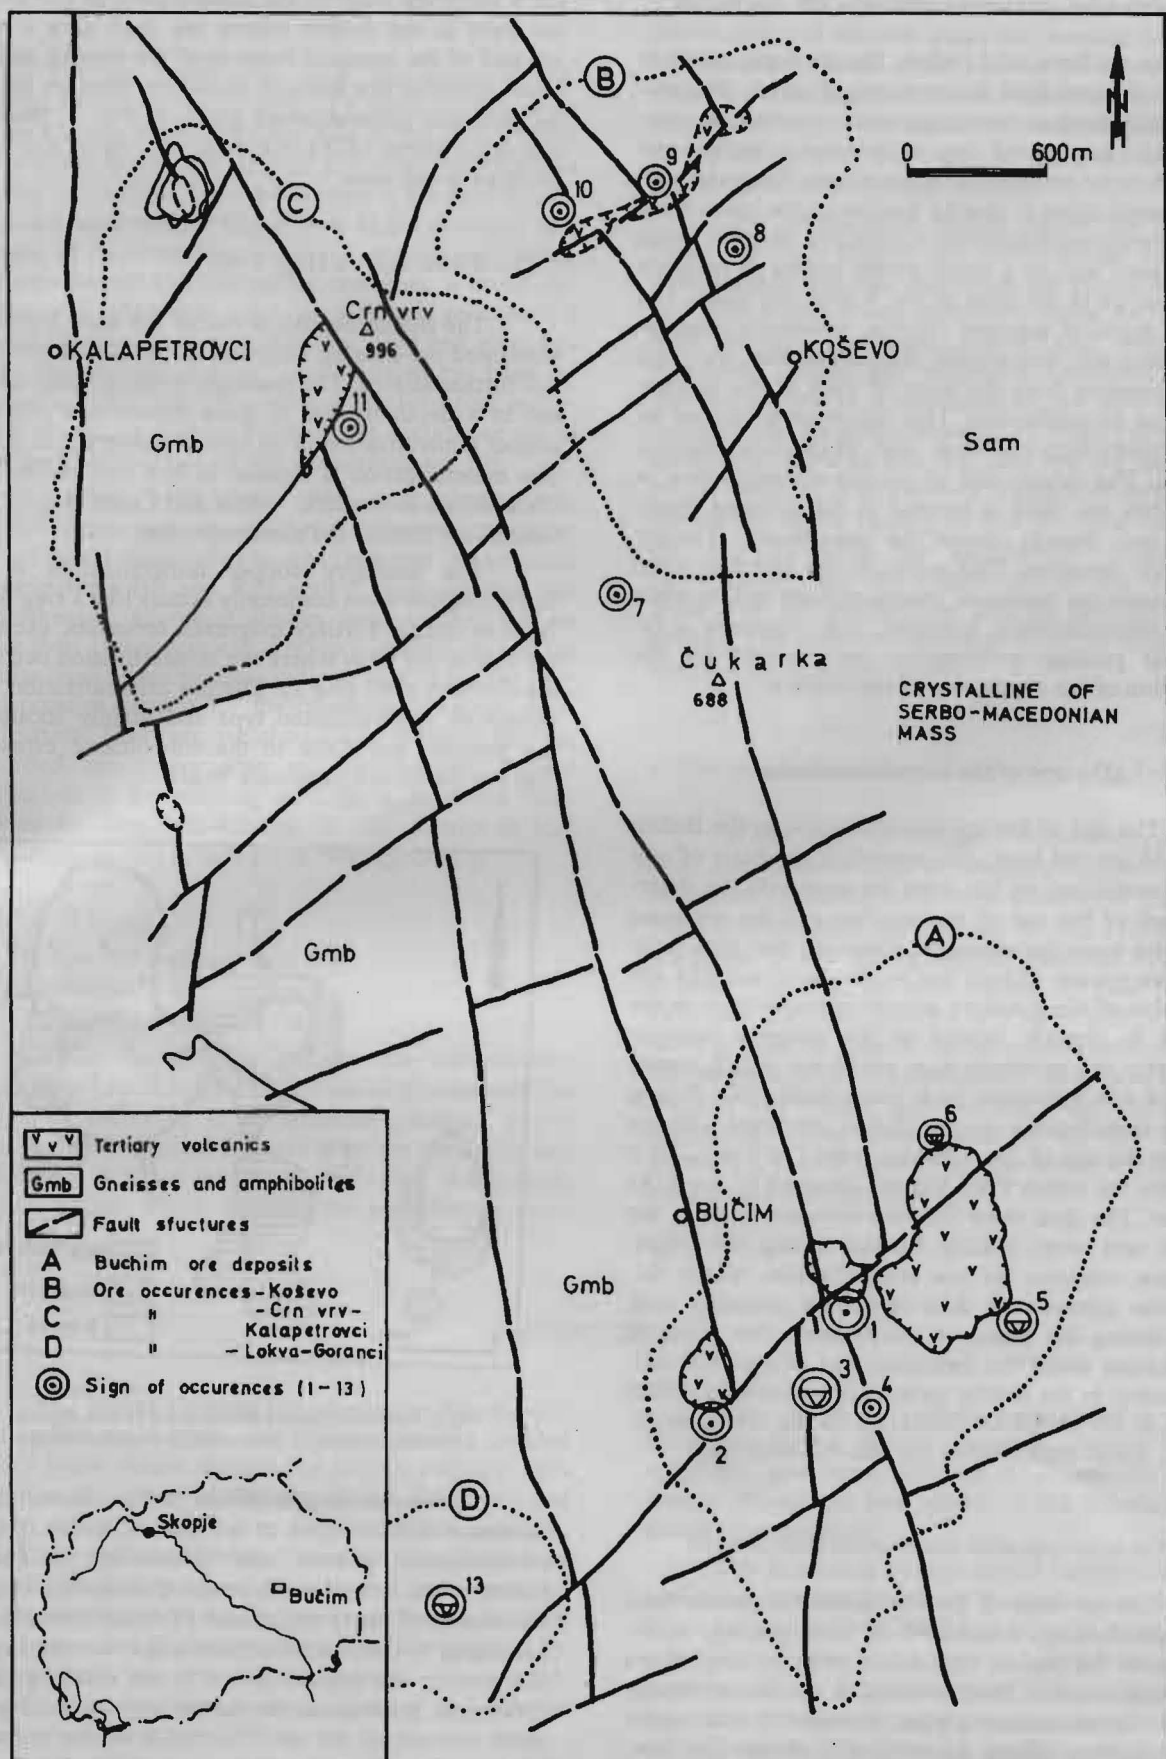 B
N
0 600m
9
C
10
8
Crn vrv
996
KALAPETROVCI
KOŠEVO
11
Gmb
Sam
7
Čukarka
688
CRYSTALLINE OF
SERBO-MACEDONIAN
MASS
A
Gmb
6
v v v Tertiary volcanics
Gmb Gneisses and amphibolites
Fault sfuctures
A Buchim ore deposits
B Ore occurences-Koševo
C " -Crn vrv-
Kalapetrovci
D " -Lokva-Goranci
Sign of occurences (1-13)
BUČIM
Gmb
5
1
3
4
2
D
13
Skopje
Bučim